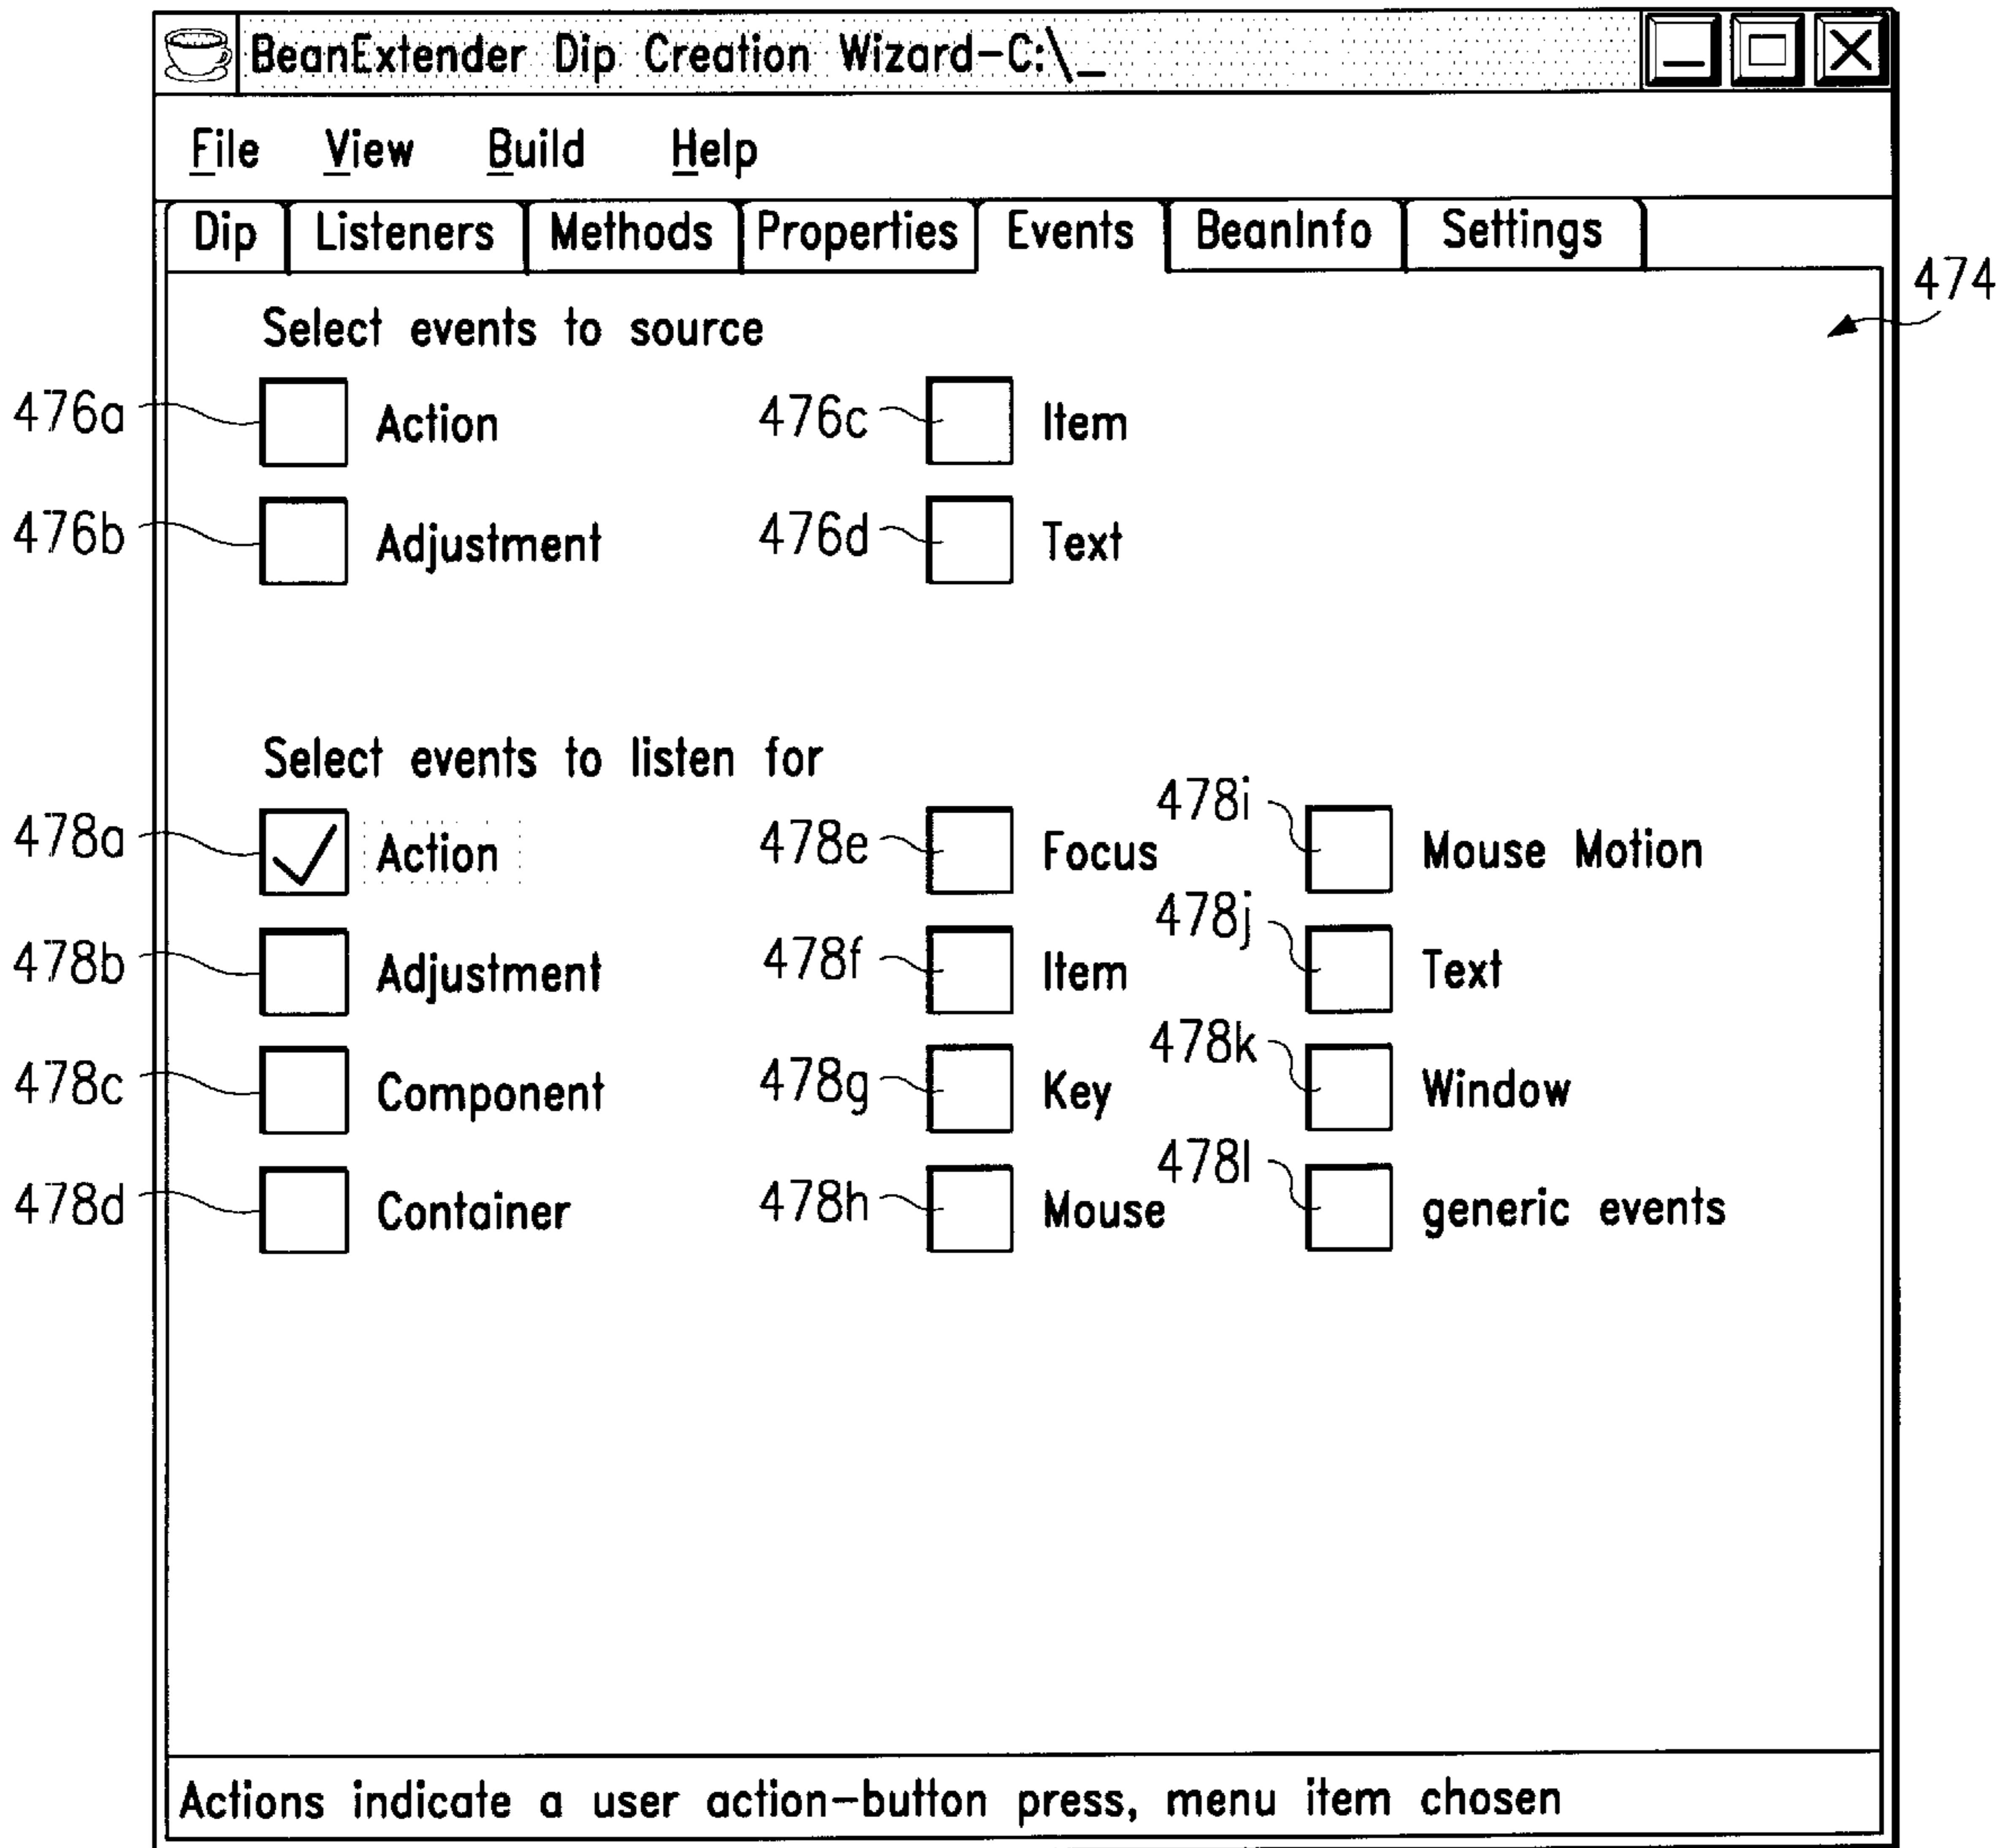 BeanExtender Dip Creation Wizard-C:\_
File View Build Help
Dip Listeners Methods Properties Events BeanInfo Settings
474
Select events to source
476a Action 476c Item
476b Adjustment 476d Text
Select events to listen for
478a Action 478e Focus 478i Mouse Motion
478b Adjustment 478f Item 478j Text
478c Component 478g Key 478k Window
478d Container 478h Mouse 478l generic events
Actions indicate a user action-button press, menu item chosen